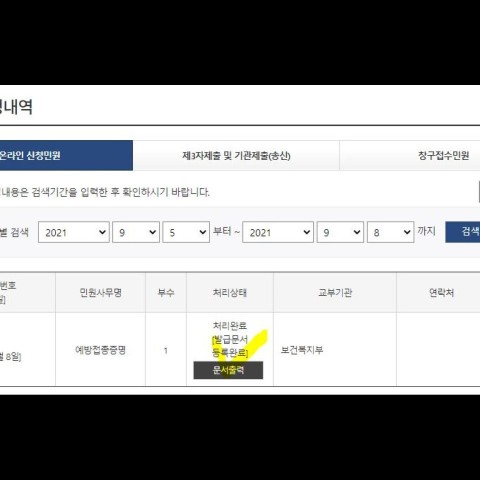 내역
온라인 신청민원
제3자제출 및 기관제출(송신)
창구접수민원
내용은 검색기간을 입력한 후 확인하시기 바랍니다.
별 검색 2021 9 5 부터 ~ 2021 9 8 까지 검색
번호
민원사무명 부수 처리상태 교부기관 연락처
처리완료
[발급문서
등록완료]
문서출력
월 8일]
예방접종증명 1 보건복지부